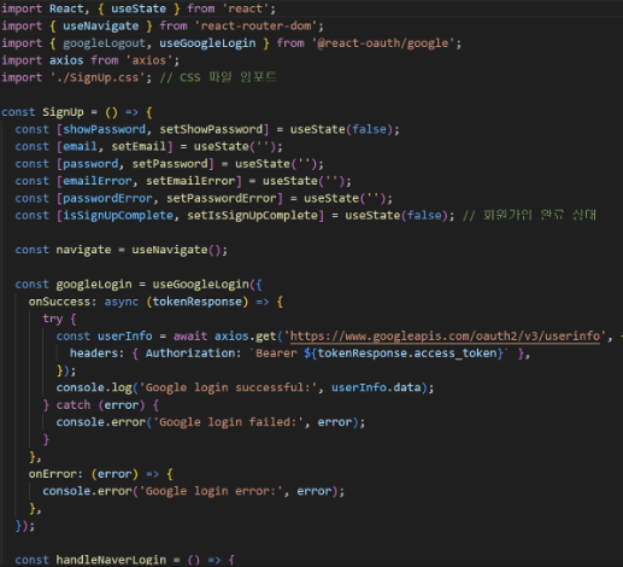 import React, { useState } from 'react';
import { useNavigate } from 'react-router-dom';
import { googleLogout, useGoogleLogin } from '@react-oauth/google';
import axios from 'axios';
import './SignUp.css'; // CSS 파일 임포트

const SignUp = () => {
  const [showPassword, setShowPassword] = useState(false);
  const [email, setEmail] = useState('');
  const [password, setPassword] = useState('');
  const [emailError, setEmailError] = useState('');
  const [passwordError, setPasswordError] = useState('');
  const [isSignUpComplete, setIsSignUpComplete] = useState(false); // 회원가입 완료 상태

  const navigate = useNavigate();

  const googleLogin = useGoogleLogin({
    onSuccess: async (tokenResponse) => {
      try {
        const userInfo = await axios.get('https://www.googleapis.com/oauth2/v3/userinfo', {
          headers: { Authorization: `Bearer ${tokenResponse.access_token}` },
        });
        console.log('Google login successful:', userInfo.data);
      } catch (error) {
        console.error('Google login failed:', error);
      }
    },
    onError: (error) => {
      console.error('Google login error:', error);
    },
  });

  const handleNaverLogin = () => {